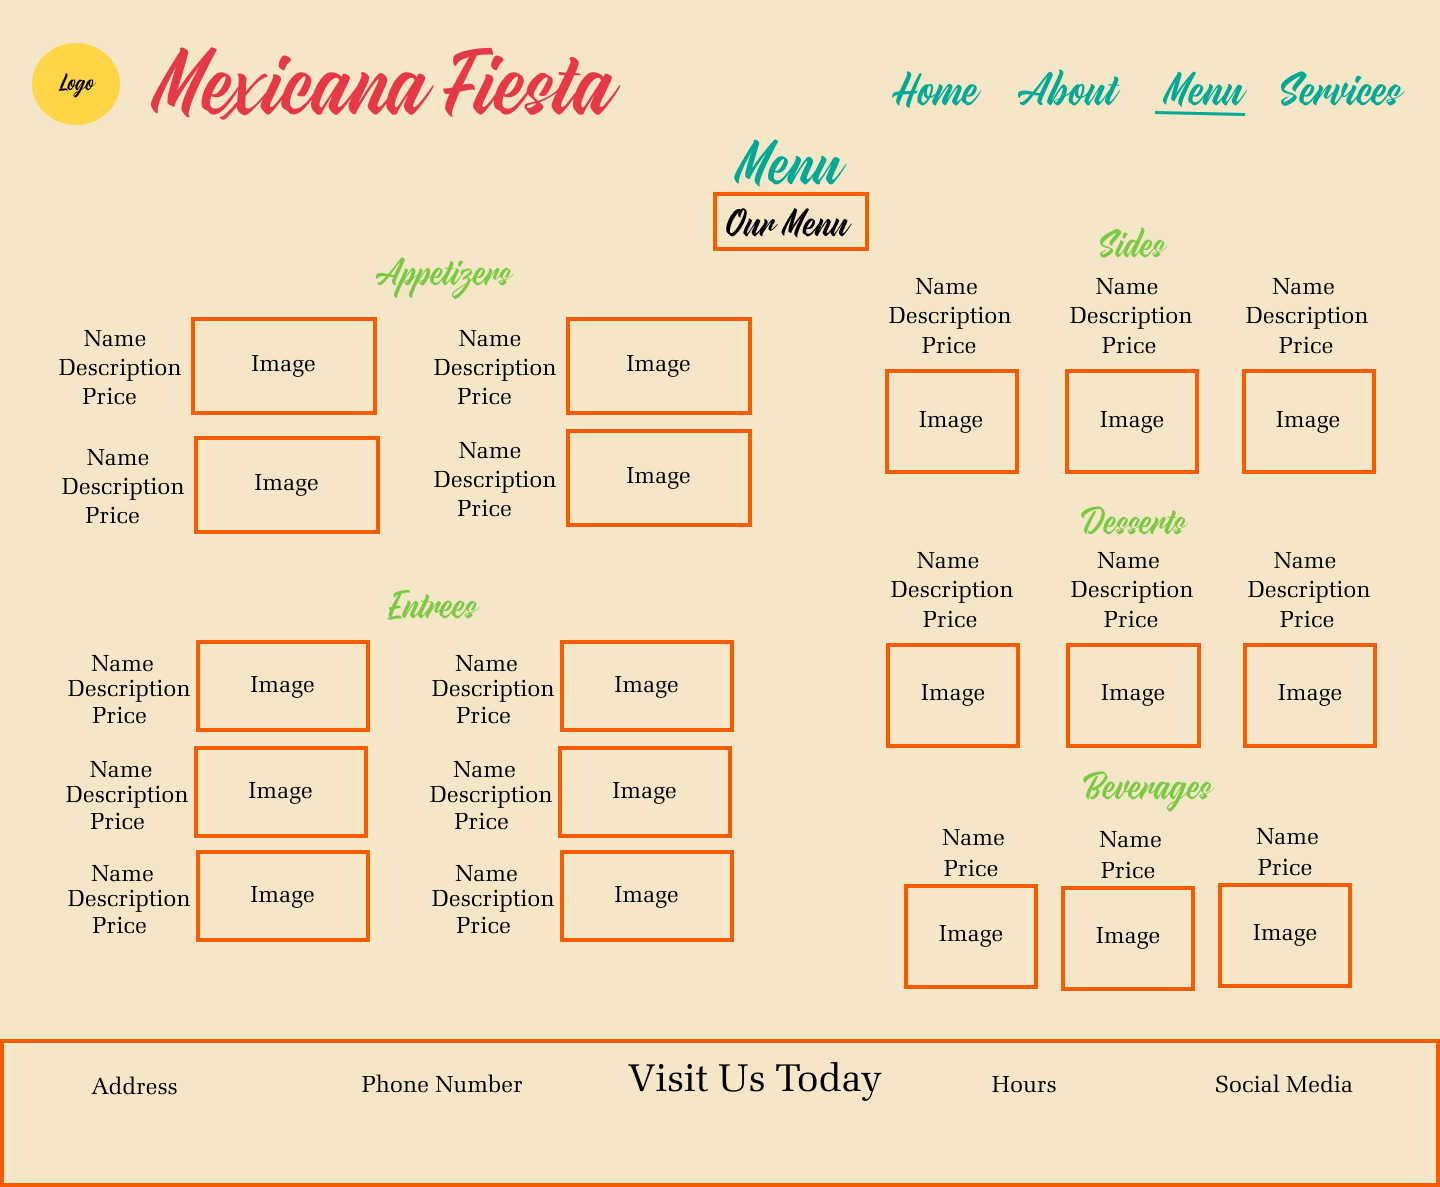 Logo
Mexicana Fiesta
Home About Menu Services
Menu
Our Menu
Appetizers
Name
Description
Price
Image
Name
Description
Price
Image
Name
Description
Price
Image
Name
Description
Price
Image
Entrees
Name
Description
Price
Image
Name
Description
Price
Image
Name
Description
Price
Image
Name
Description
Price
Image
Name
Description
Price
Image
Name
Description
Price
Image
Sides
Name
Description
Price
Image
Name
Description
Price
Image
Name
Description
Price
Image
Desserts
Name
Description
Price
Image
Name
Description
Price
Image
Name
Description
Price
Image
Beverages
Name
Price
Image
Name
Price
Image
Name
Price
Image
Address
Phone Number
Visit Us Today
Hours
Social Media